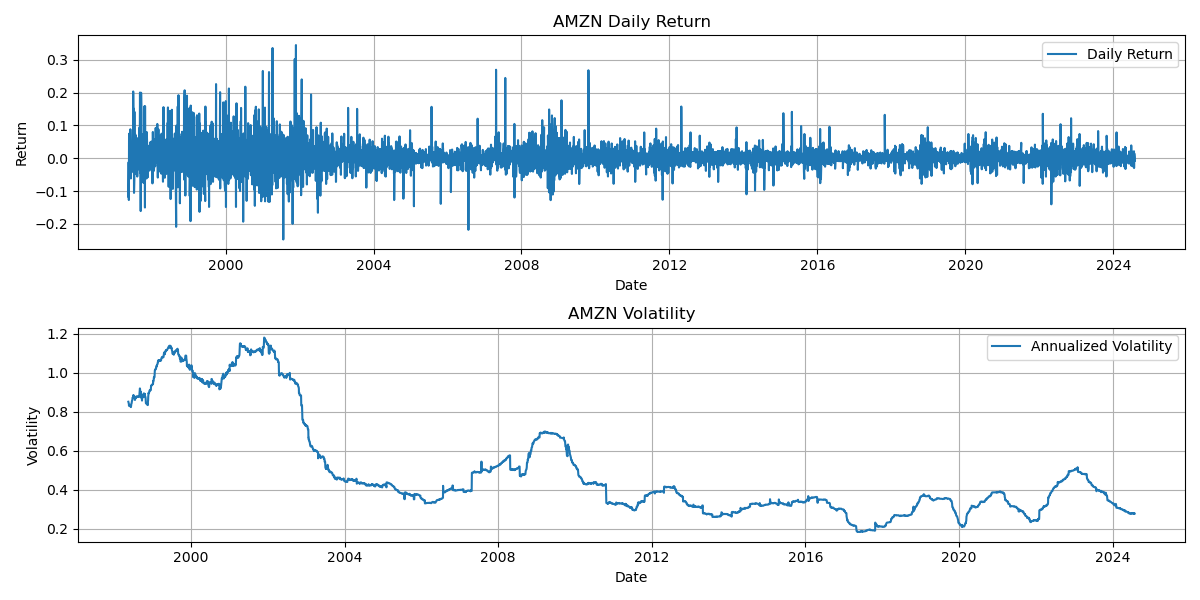 AMZN Daily Return
Return
0.3
0.2
0.1
0.0
−0.1
−0.2
Daily Return
2000 2004 2008 2012 2016 2020 2024
Date
AMZN Volatility
Volatility
1.2
1.0
0.8
0.6
0.4
0.2
Annualized Volatility
2000 2004 2008 2012 2016 2020 2024
Date